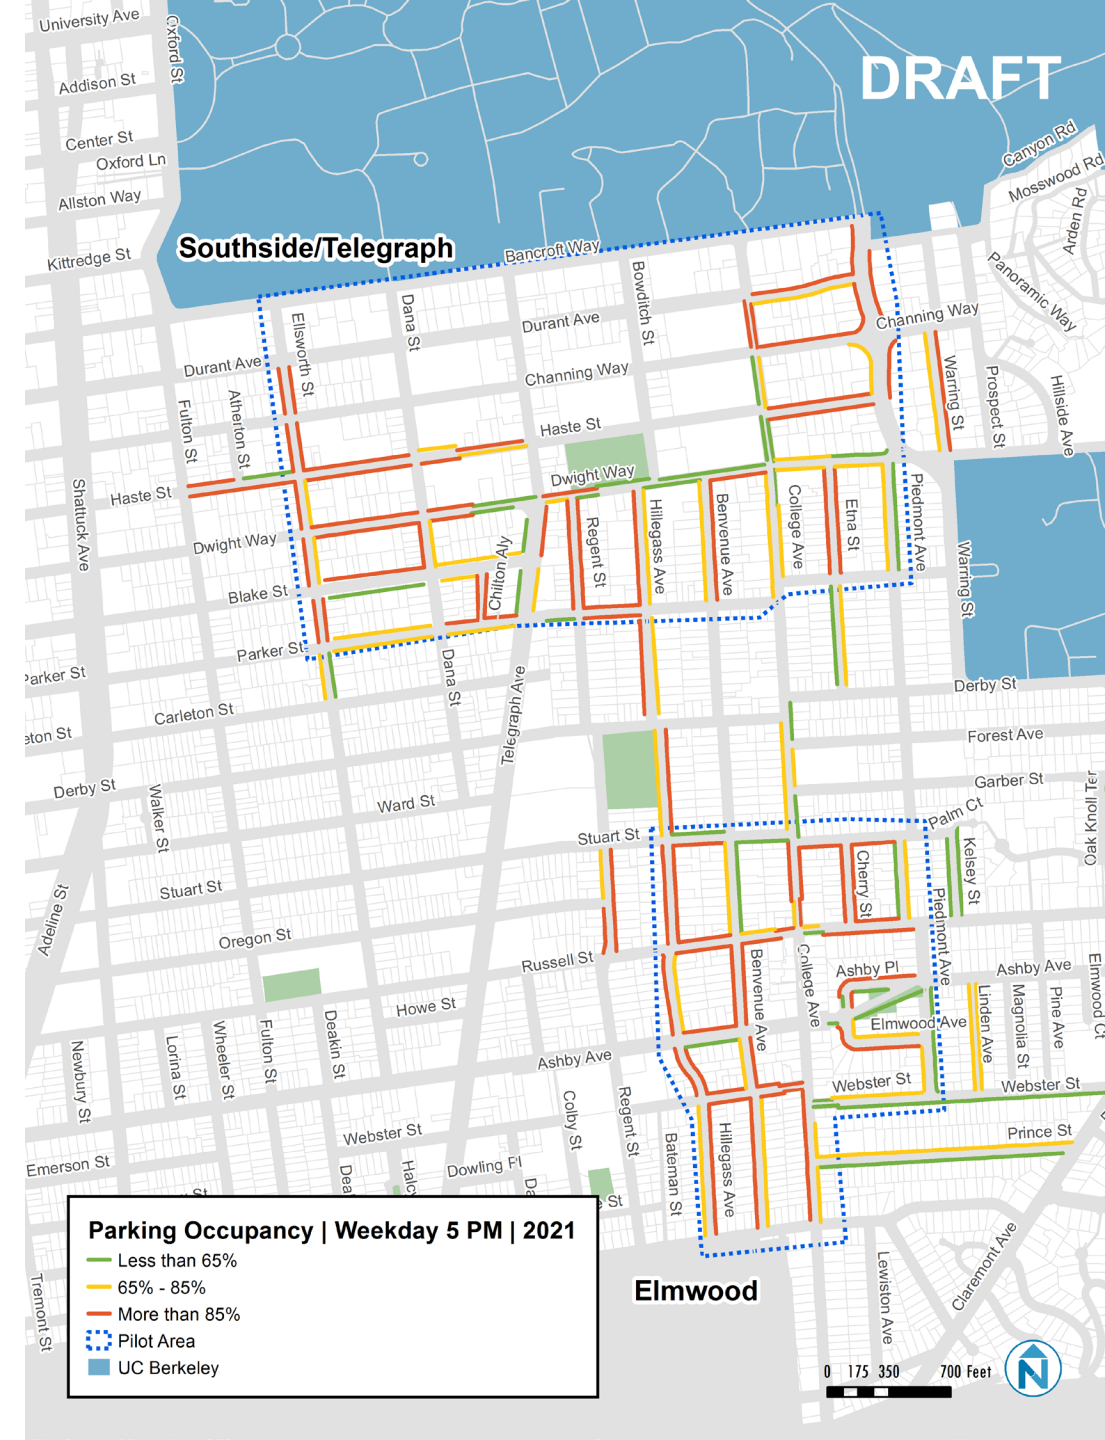 University Ave
Oxford St
Addison St
DRAFT
Center St
Oxford Ln
Canyon Rd
Mosswood Rd
Allston Way
Arden Rd
Southside/Telegraph
Bancroft Way
Kittredge St
Panoramic Way
Bowditch St
Dana St
Ellsworth St
Durant Ave
Channing Way
Durant Ave
Channing Way
Warring St
Prospect St
Hillside Ave
Fulton St
Atherton St
Haste St
Dwight Way
Shattuck Ave
Haste St
Hillegass Ave
Benvenue Ave
College Ave
Etna St
Piedmont Ave
Regent St
Dwight Way
Chilton Aly
Warring St
Blake St
Parker St
Parker St
Dana St
Telegraph Ave
Derby St
Carleton St
eton St
Forest Ave
Derby St
Garber St
Walker St
Ward St
Oak Knoll Ter
Palm Ct
Stuart St
Kelsey St
Cherry St
Stuart St
Adeline St
Piedmont Ave
Oregon St
Russell St
College Ave
Benvenue Ave
Ashby Pl
Ashby Ave
Elmwood Ct
Howe St
Elmwood Ave
Linden Ave
Magnolia St
Pine Ave
Newbury St
Lorina St
Wheeler St
Fulton St
Deakin St
Ashby Ave
Webster St
Webster St
Colby St
Regent St
Bateman St
Hillegass Ave
Prince St
Webster St
Emerson St
Dowling Pl
Dea
Halcy
Da
St
e St
Parking Occupancy | Weekday 5 PM | 2021
Less than 65%
65% - 85%
More than 85%
Pilot Area
UC Berkeley
Tremont St
Elmwood
Lewiston Ave
Claremont Ave
0 175 350 700 Feet
N